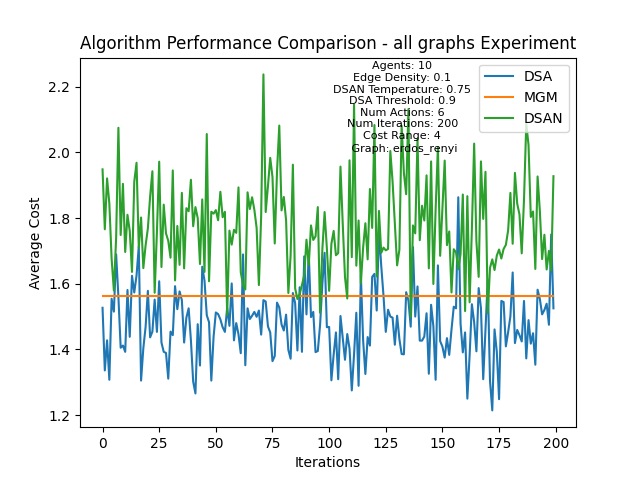 Algorithm Performance Comparison - all graphs Experiment
Agents: 10
Edge Density: 0.1
DSAN Temperature: 0.75
DSA Threshold: 0.9
Num Actions: 6
Num Iterations: 200
Cost Range: 4
Graph: erdos_renyi
DSA
MGM
DSAN
2.2
2.0
1.8
1.6
1.4
1.2
Average Cost
0
25
50
75
100
125
150
175
200
Iterations